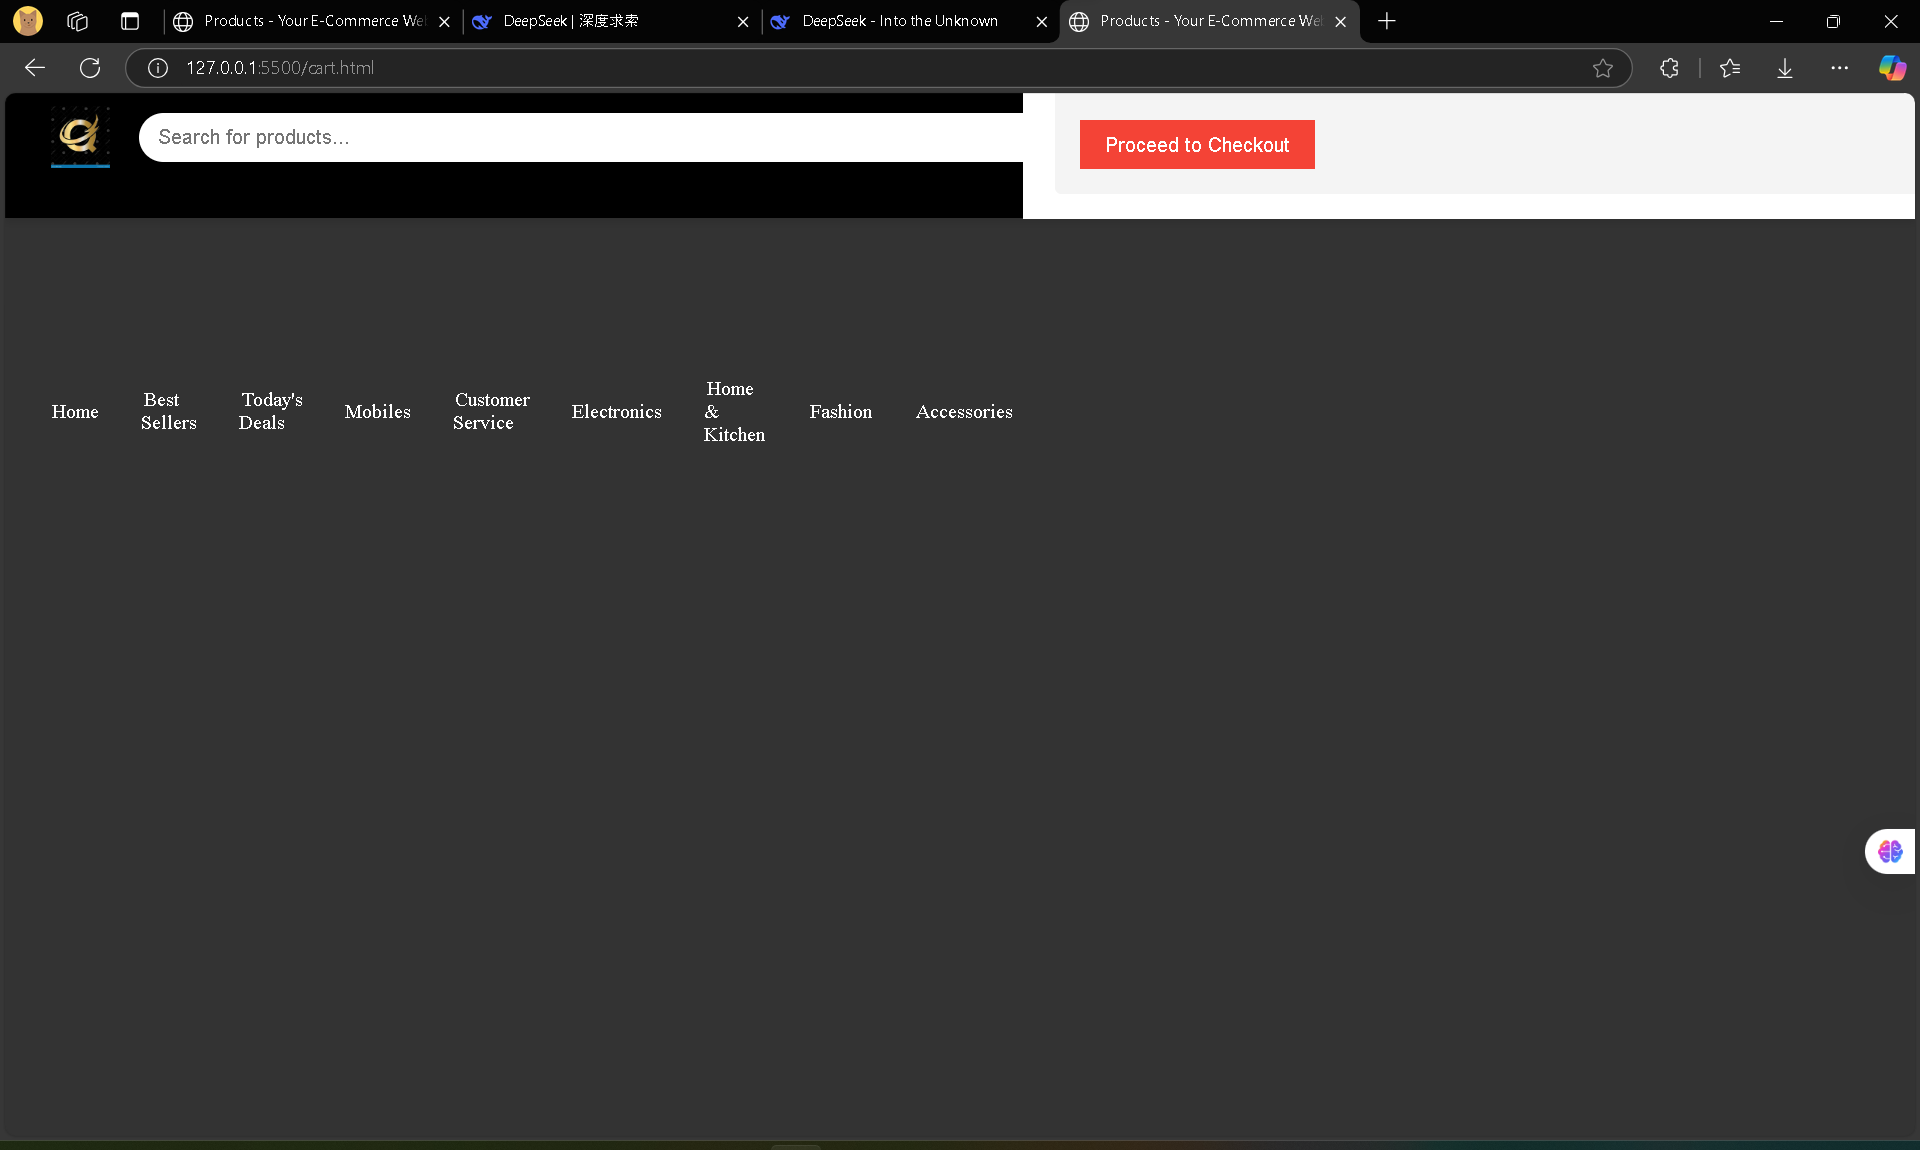 Products - Your E-Commerce We
DeepSeek | 深度求索
DeepSeek - Into the Unknown
Products - Your E-Commerce We
127.0.0.1:5500/cart.html
Search for products...
Proceed to Checkout
Home
Best
Sellers
Today's
Deals
Mobiles
Customer
Service
Electronics
Home
&
Kitchen
Fashion
Accessories